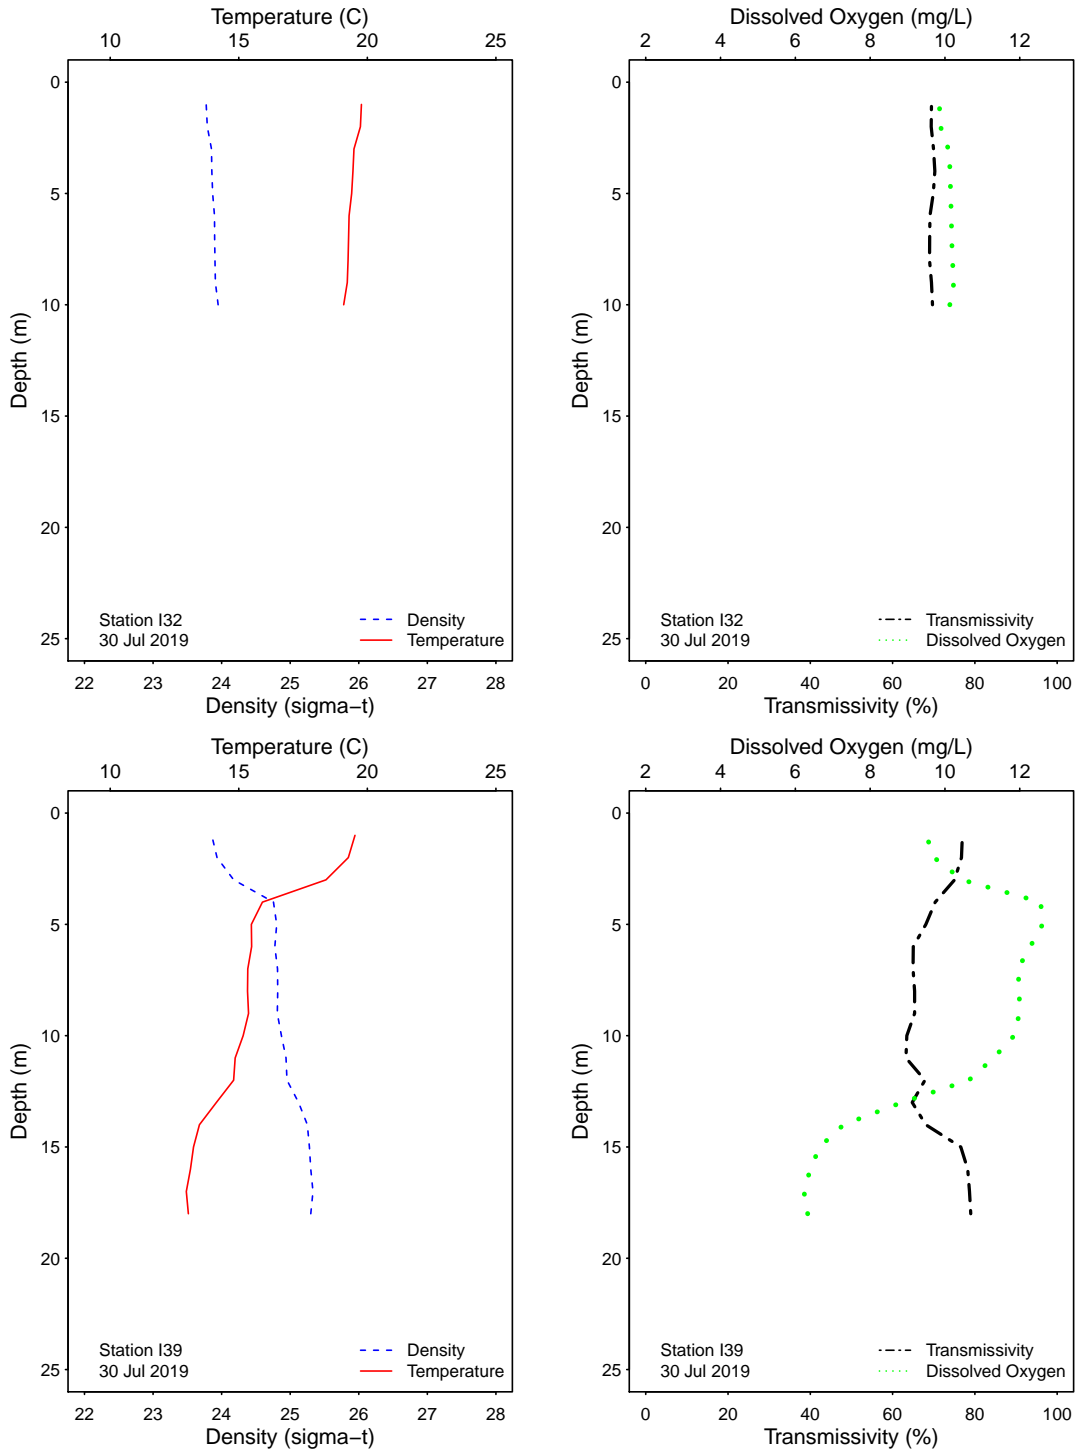 Temperature (C)
10 15 20 25
0
5
10
15
20
25
Depth (m)
Station I32
30 Jul 2019
Density
Temperature
22 23 24 25 26 27 28
Density (sigma−t)
Dissolved Oxygen (mg/L)
2 4 6 8 10 12
0
5
10
15
20
25
Depth (m)
Station I32
30 Jul 2019
Transmissivity
Dissolved Oxygen
0 20 40 60 80 100
Transmissivity (%)
Temperature (C)
10 15 20 25
0
5
10
15
20
25
Depth (m)
Station I39
30 Jul 2019
Density
Temperature
22 23 24 25 26 27 28
Density (sigma−t)
Dissolved Oxygen (mg/L)
2 4 6 8 10 12
0
5
10
15
20
25
Depth (m)
Station I39
30 Jul 2019
Transmissivity
Dissolved Oxygen
0 20 40 60 80 100
Transmissivity (%)